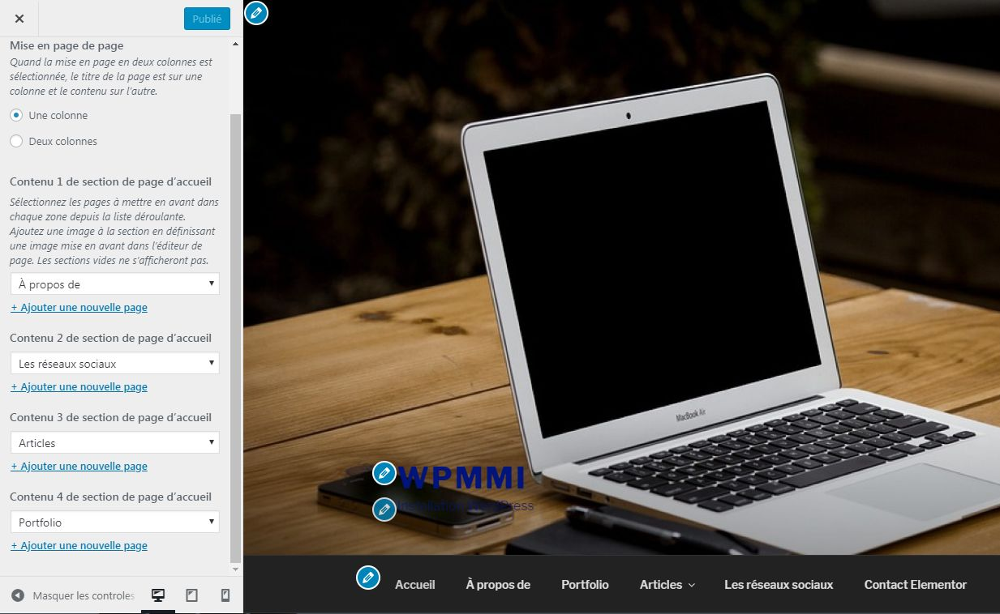 Publié
Mise en page de page
Quand la mise en page en deux colonnes est
sélectionnée, le titre de la page est sur une
colonne et le contenu sur l'autre.
Une colonne
Deux colonnes
Contenu 1 de section de page d’accueil
Sélectionnez les pages à mettre en avant dans
chaque zone depuis la liste déroulante.
Ajoutez une image à la section en définissant
une image mise en avant dans l'éditeur de
page. Les sections vides ne s'afficheront pas.
À propos de
+ Ajouter une nouvelle page
Contenu 2 de section de page d’accueil
Les réseaux sociaux
+ Ajouter une nouvelle page
Contenu 3 de section de page d’accueil
Articles
+ Ajouter une nouvelle page
Contenu 4 de section de page d’accueil
Portfolio
+ Ajouter une nouvelle page
Masquer les controles
MacBook Air
WPMMI
Installation WordPress
Accueil À propos de Portfolio Articles Les réseaux sociaux Contact Elementor